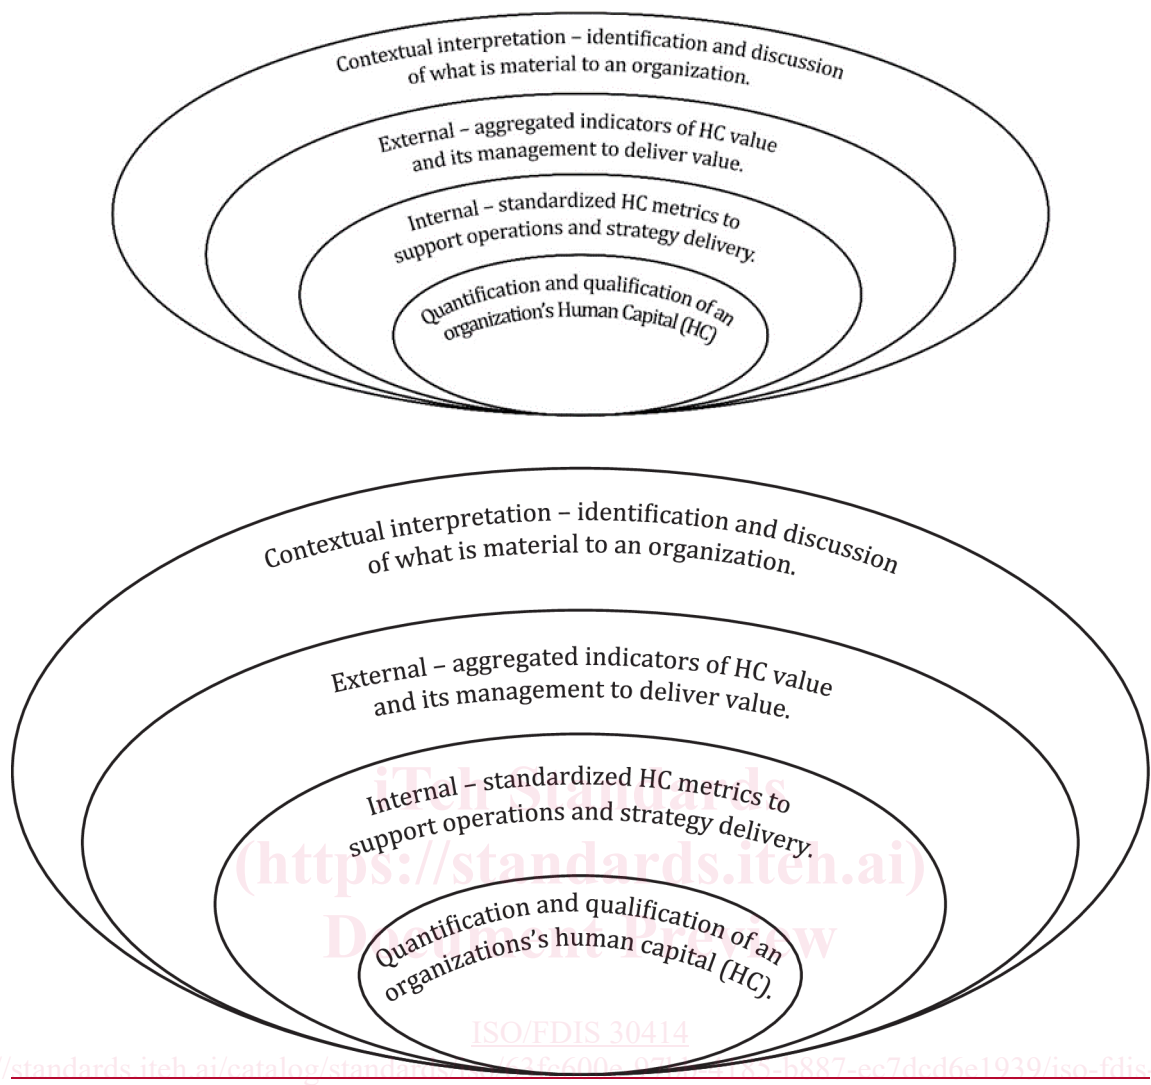 Contextual interpretation – identification and discussion
of what is material to an organization.
External – aggregated indicators of HC value
and its management to deliver value.
Internal – standardized HC metrics to
support operations and strategy delivery.
Quantification and qualification of an
organization's Human Capital (HC)
Contextual interpretation – identification and discussion
of what is material to an organization.
External – aggregated indicators of HC value
and its management to deliver value.
iTeh Standards
Internal – standardized HC metrics to
support operations and strategy delivery.
(https://standards.iteh.ai)
Quantification and qualification of an
Document Preview
organizations's human capital (HC).
ISO/FDIS 30414
/standards.iteh.ai/catalog/standards/